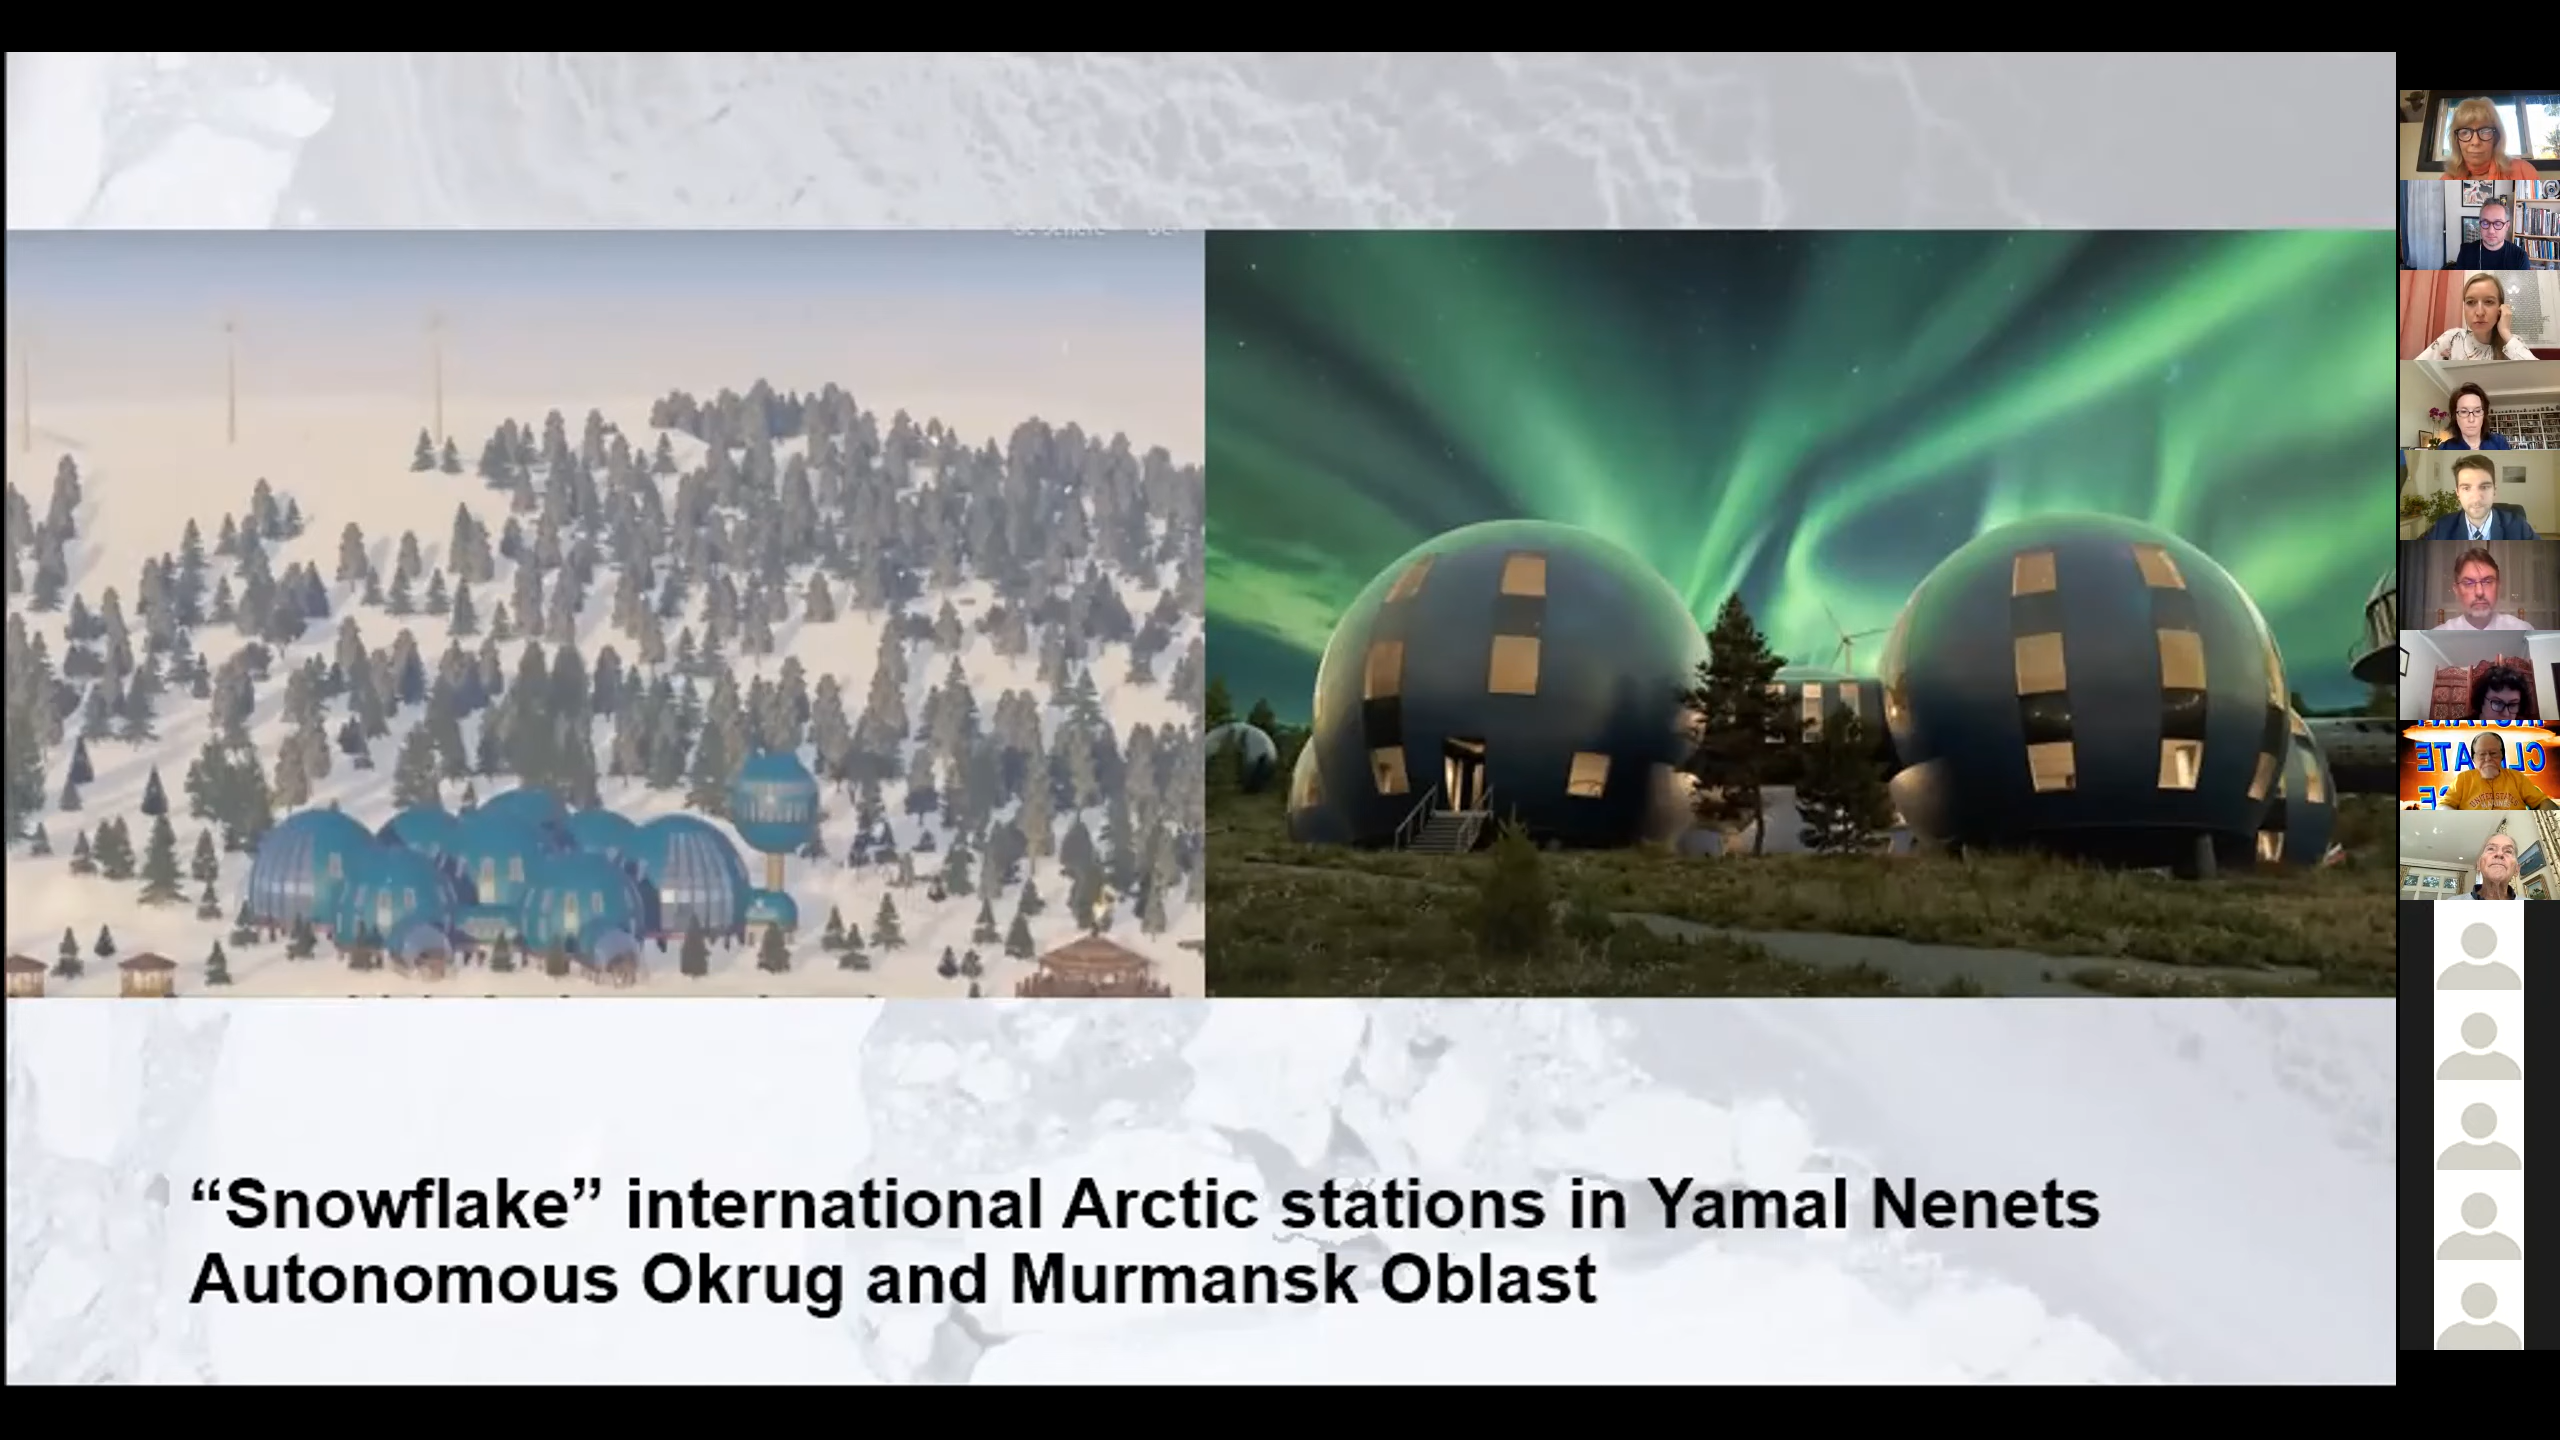 “Snowflake” international Arctic stations in Yamal Nenets
Autonomous Okrug and Murmansk Oblast